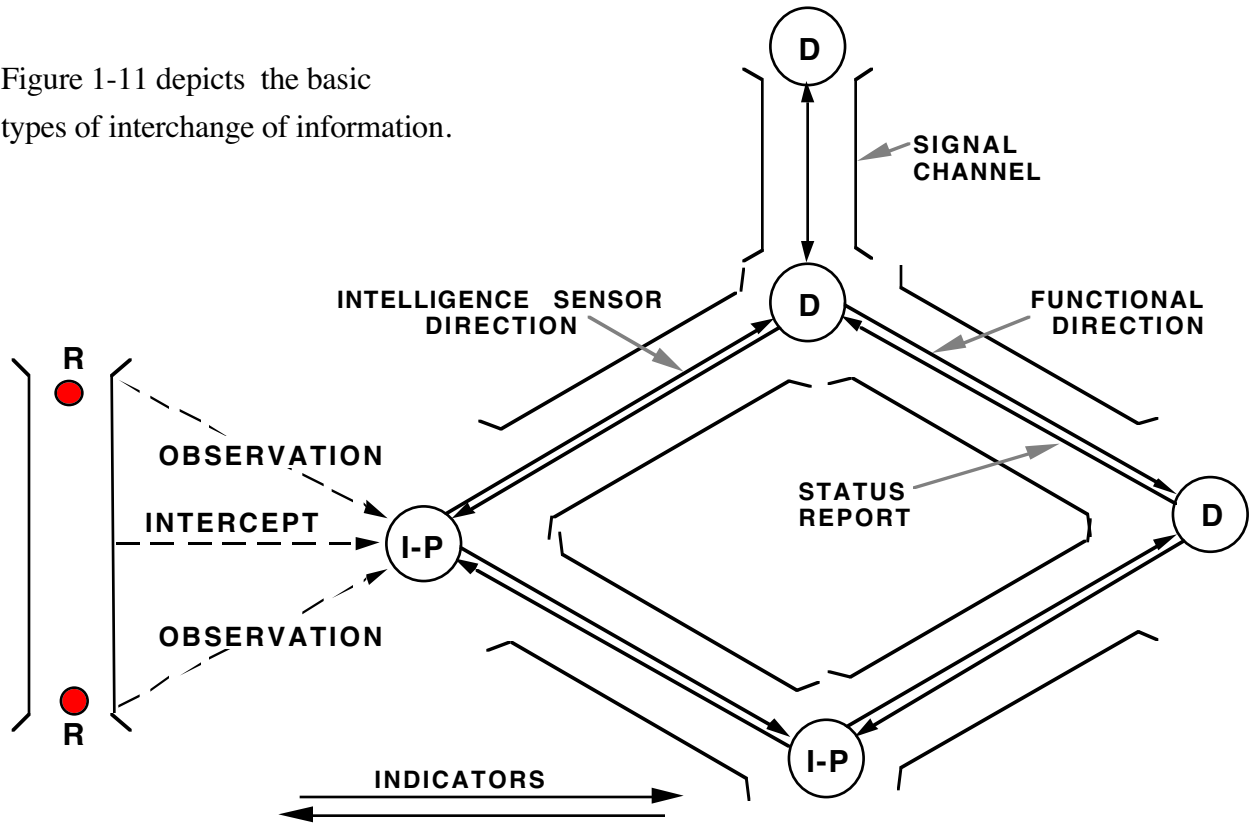 Figure 1-11 depicts the basic
types of interchange of information.
D
SIGNAL
CHANNEL
D
INTELLIGENCE SENSOR
DIRECTION
FUNCTIONAL
DIRECTION
R
OBSERVATION
INTERCEPT
OBSERVATION
R
I-P
STATUS
REPORT
D
I-P
INDICATORS